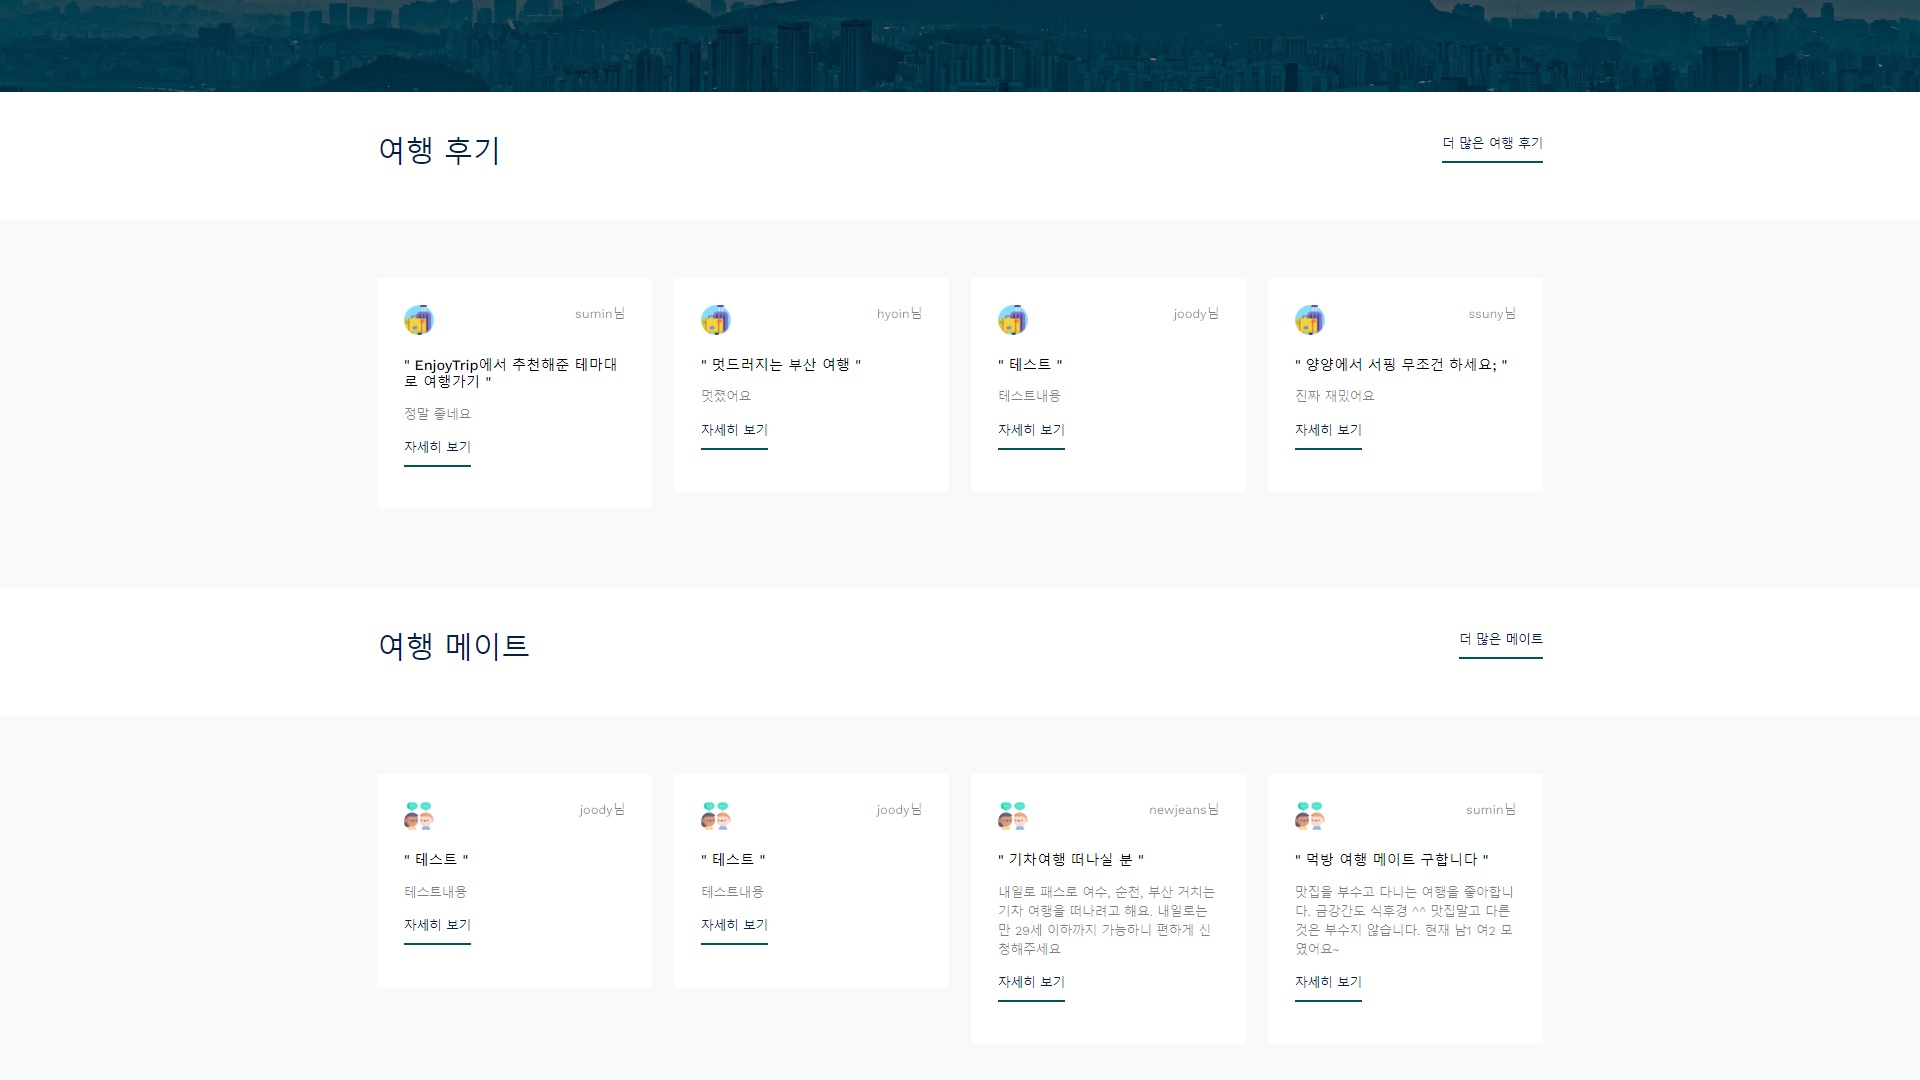 여행 후기
더 많은 여행 후기
sumin님
" EnjoyTrip에서 추천해준 테마대
로 여행가기 "
정말 좋네요
자세히 보기
hyoin님
" 멋드러지는 부산 여행 "
멋졌어요
자세히 보기
joody님
" 테스트 "
테스트내용
자세히 보기
ssuny님
" 양양에서 서핑 무조건 하세요; "
진짜 재밌어요
자세히 보기
여행 메이트
더 많은 메이트
joody님
" 테스트 "
테스트내용
자세히 보기
joody님
" 테스트 "
테스트내용
자세히 보기
newjeans님
" 기차여행 떠나실 분 "
내일로 패스로 여수, 순천, 부산 거치는
기차 여행을 떠나려고 해요. 내일로는
만 29세 이하까지 가능하니 편하게 신
청해주세요
자세히 보기
sumin님
" 먹방 여행 메이트 구합니다 "
맛집을 부수고 다니는 여행을 좋아합니
다. 금강간도 식후경 ^^ 맛집말고 다른
것은 부수지 않습니다. 현재 남1 여2 모
였어요~
자세히 보기